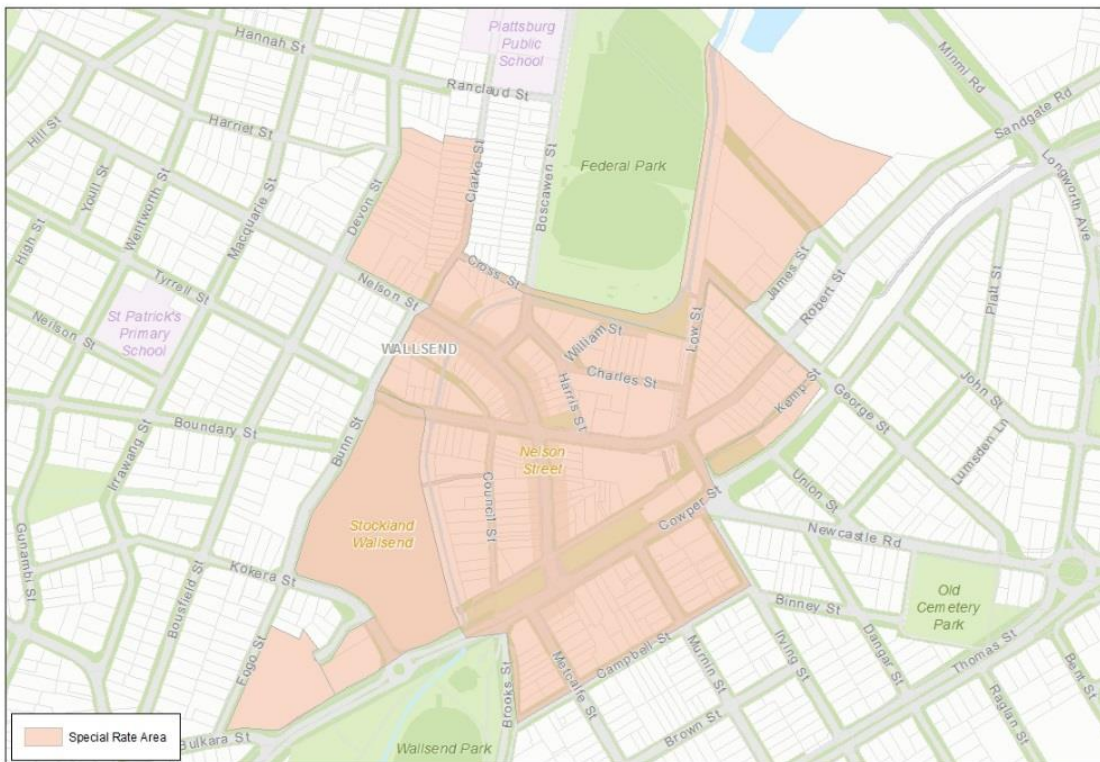 Hannah St
Plattsburg
Public
School
Ranclaud St
Minmi Rd
Sandgate Rd
Hill St
Harriet St
Youll St
Wentworth St
Macquarie St
Devon St
Clarke St
Boscawen St
Federal Park
Longworth Ave
High St
Tyrrell St
Nelson St
Cross St
James St
Robert St
Platt St
Neilson St
St Patrick's
Primary
School
WALLSEND
William St
Low St
Charles St
Harris St
Kemp St
George St
John St
Lumsden Ln
Boundary St
Bunn St
Irrawang St
Nelson
Street
Council St
Cowper St
Union St
Newcastle Rd
Stockland
Wallsend
Gunambi St
Kokera St
Bousfield St
Eggo St
Old
Cemetery
Park
Binney St
Campbell St
Metcalfe St
Murnin St
Irving St
Dangar St
Thomas St
Brooks St
Brown St
Raglan St
Bent St
Bulkara St
Wallsend Park
Special Rate Area